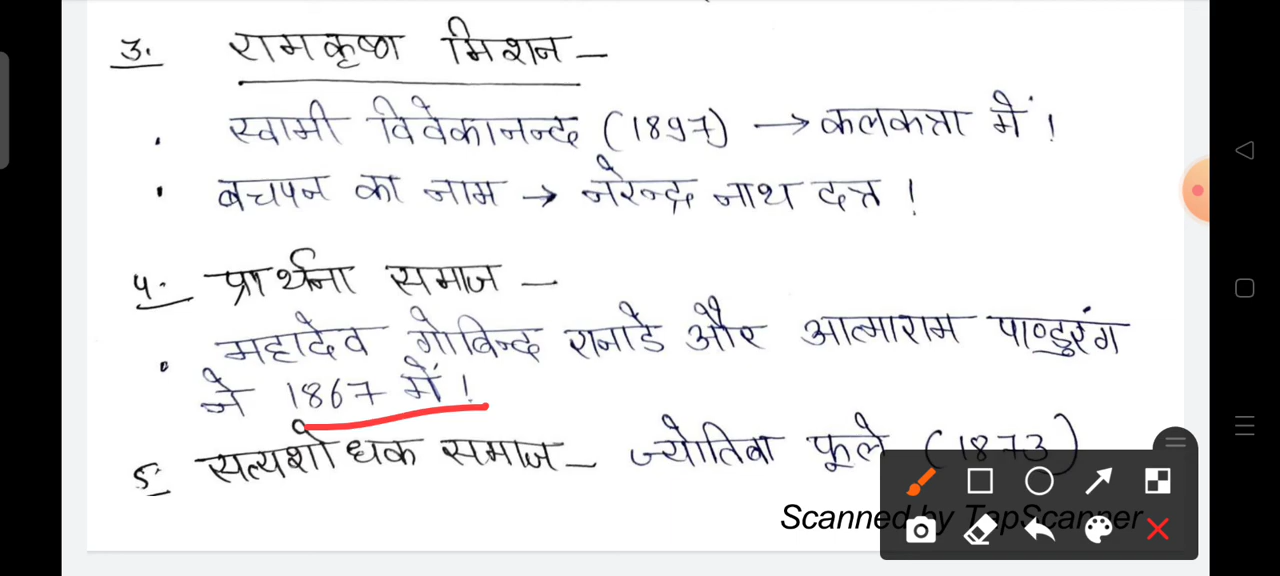 3. रामकृष्ण मिशन –
• स्वामी विवेकानन्द (1897) → कलकत्ता में !
• बचपन का नाम → नरेन्द्र नाथ दत्त !
4. प्रार्थना समाज –
• महादेव गोबिन्द रानाडे और आत्माराम पाण्डुरंग
ने 1867 में !
5. सत्यशोधक समाज – ज्योतिबा फूले (1873)
Scanned by TapScanner